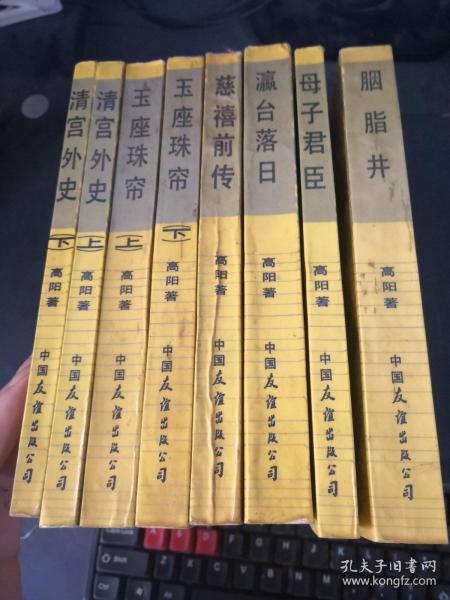 清宫外史
(下)
高阳著
中国友谊出版公司
清宫外史
(上)
高阳著
中国友谊出版公司
玉座珠帘
(上)
高阳著
中国友谊出版公司
玉座珠帘
(下)
高阳著
中国友谊出版公司
慈禧前传
高阳著
中国友谊出版公司
瀛台落日
高阳著
中国友谊出版公司
母子君臣
高阳著
中国友谊出版公司
胭脂井
高阳著
中国友谊出版公司
孔夫子旧书网
www.kongfz.com